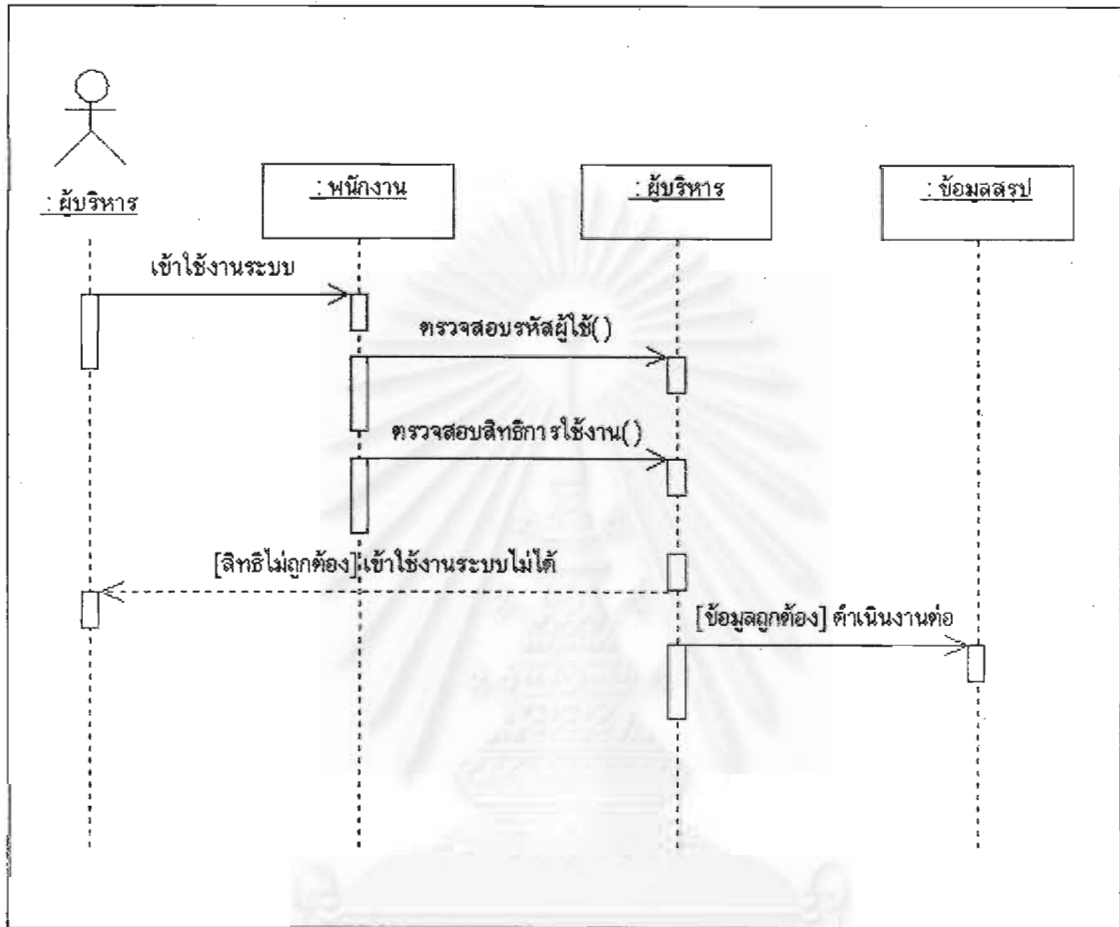 : ผู้บริหาร
: พนักงาน
: ผู้บริหาร
: ข้อมูลสรุป
เข้าใช้งานระบบ
ตรวจสอบรหัสผู้ใช้()
ตรวจสอบสิทธิการใช้งาน()
[สิทธิไม่ถูกต้อง] เข้าใช้งานระบบไม่ได้
[ข้อมูลถูกต้อง] ดำเนินงานต่อ